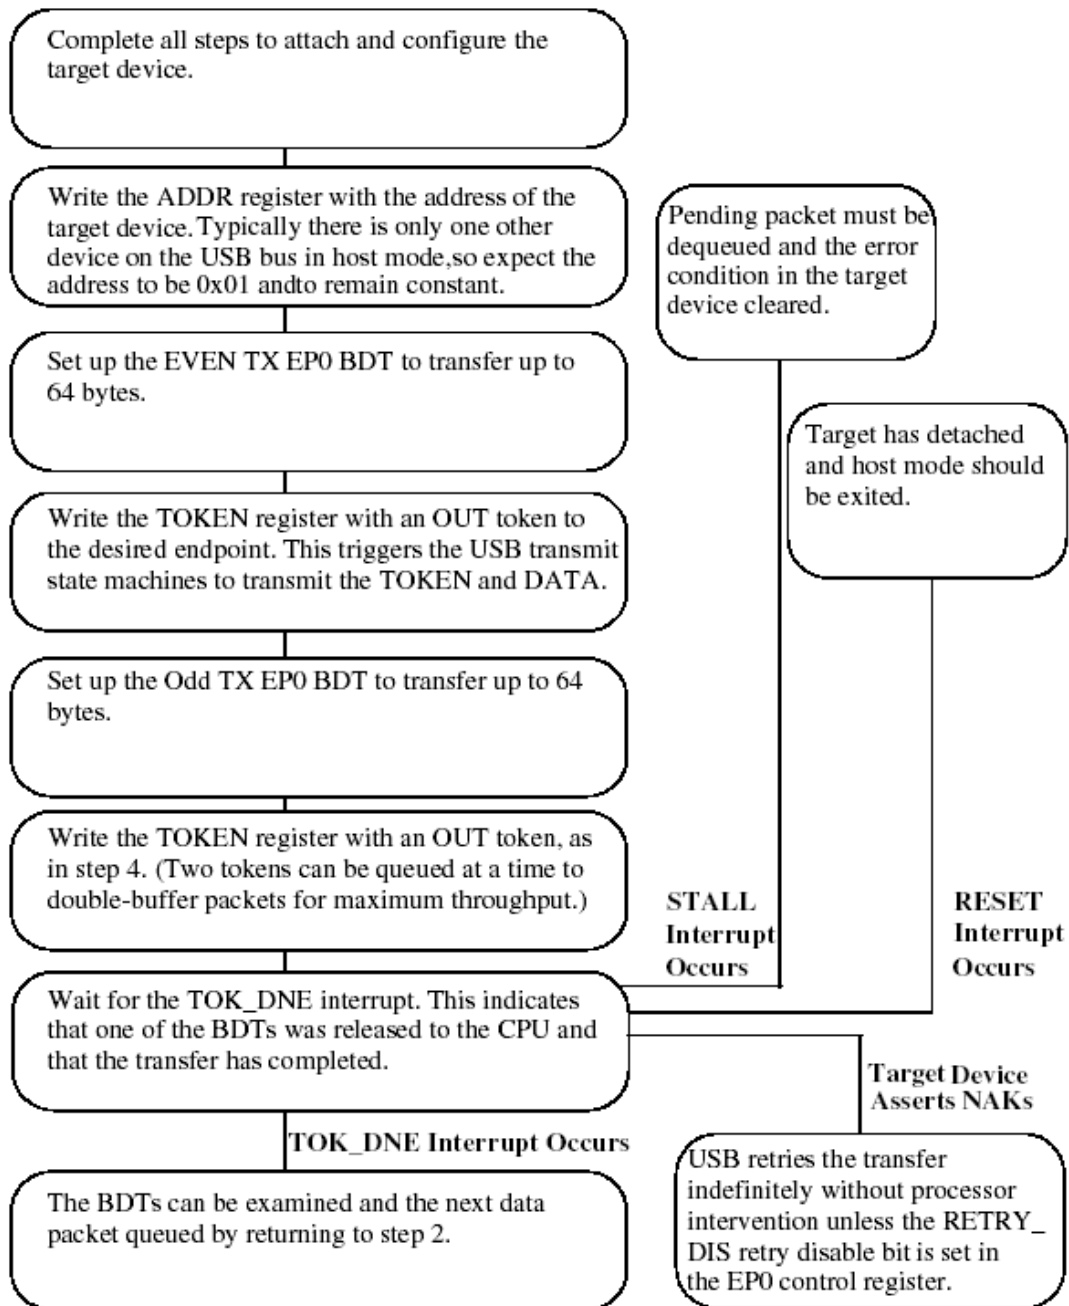 Complete all steps to attach and configure the
target device.
Write the ADDR register with the address of the
target device. Typically there is only one other
device on the USB bus in host mode,so expect the
address to be 0x01 andto remain constant.
Set up the EVEN TX EP0 BDT to transfer up to
64 bytes.
Write the TOKEN register with an OUT token to
the desired endpoint. This triggers the USB transmit
state machines to transmit the TOKEN and DATA.
Set up the Odd TX EP0 BDT to transfer up to 64
bytes.
Write the TOKEN register with an OUT token, as
in step 4. (Two tokens can be queued at a time to
double-buffer packets for maximum throughput.)
Wait for the TOK_DNE interrupt. This indicates
that one of the BDTs was released to the CPU and
that the transfer has completed.
TOK_DNE Interrupt Occurs
The BDTs can be examined and the next data
packet queued by returning to step 2.
Pending packet must be
dequeued and the error
condition in the target
device cleared.
STALL
Interrupt
Occurs
Target has detached
and host mode should
be exited.
RESET
Interrupt
Occurs
Target Device
Asserts NAKs
USB retries the transfer
indefinitely without processor
intervention unless the RETRY_
DIS retry disable bit is set in
the EP0 control register.